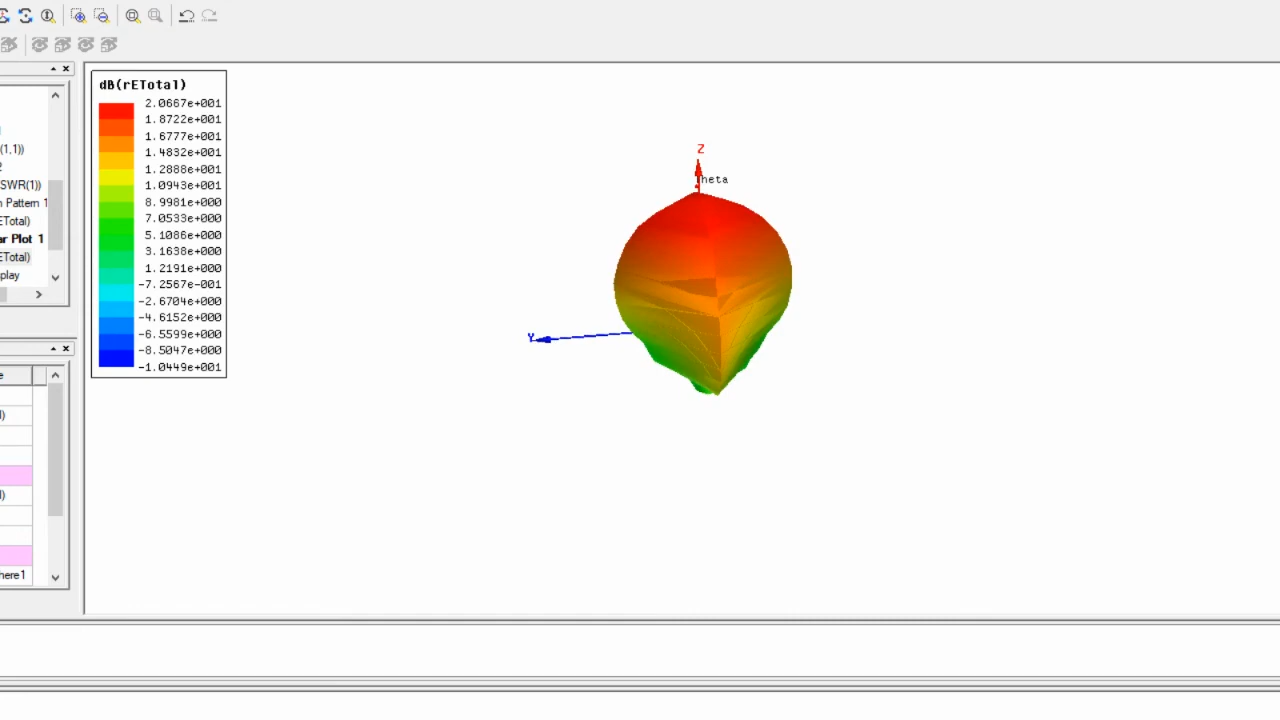 (1,1))
2
SWR(1))
n Pattern 1
ETotal)
ar Plot 1
ETotal)
play
e
l)
l)
here1
dB(rETotal)
2.0667e+001
1.8722e+001
1.6777e+001
1.4832e+001
1.2888e+001
1.0943e+001
8.9981e+000
7.0533e+000
5.1086e+000
3.1638e+000
1.2191e+000
-7.2567e-001
-2.6704e+000
-4.6152e+000
-6.5599e+000
-8.5047e+000
-1.0449e+001
Z
Theta
Y